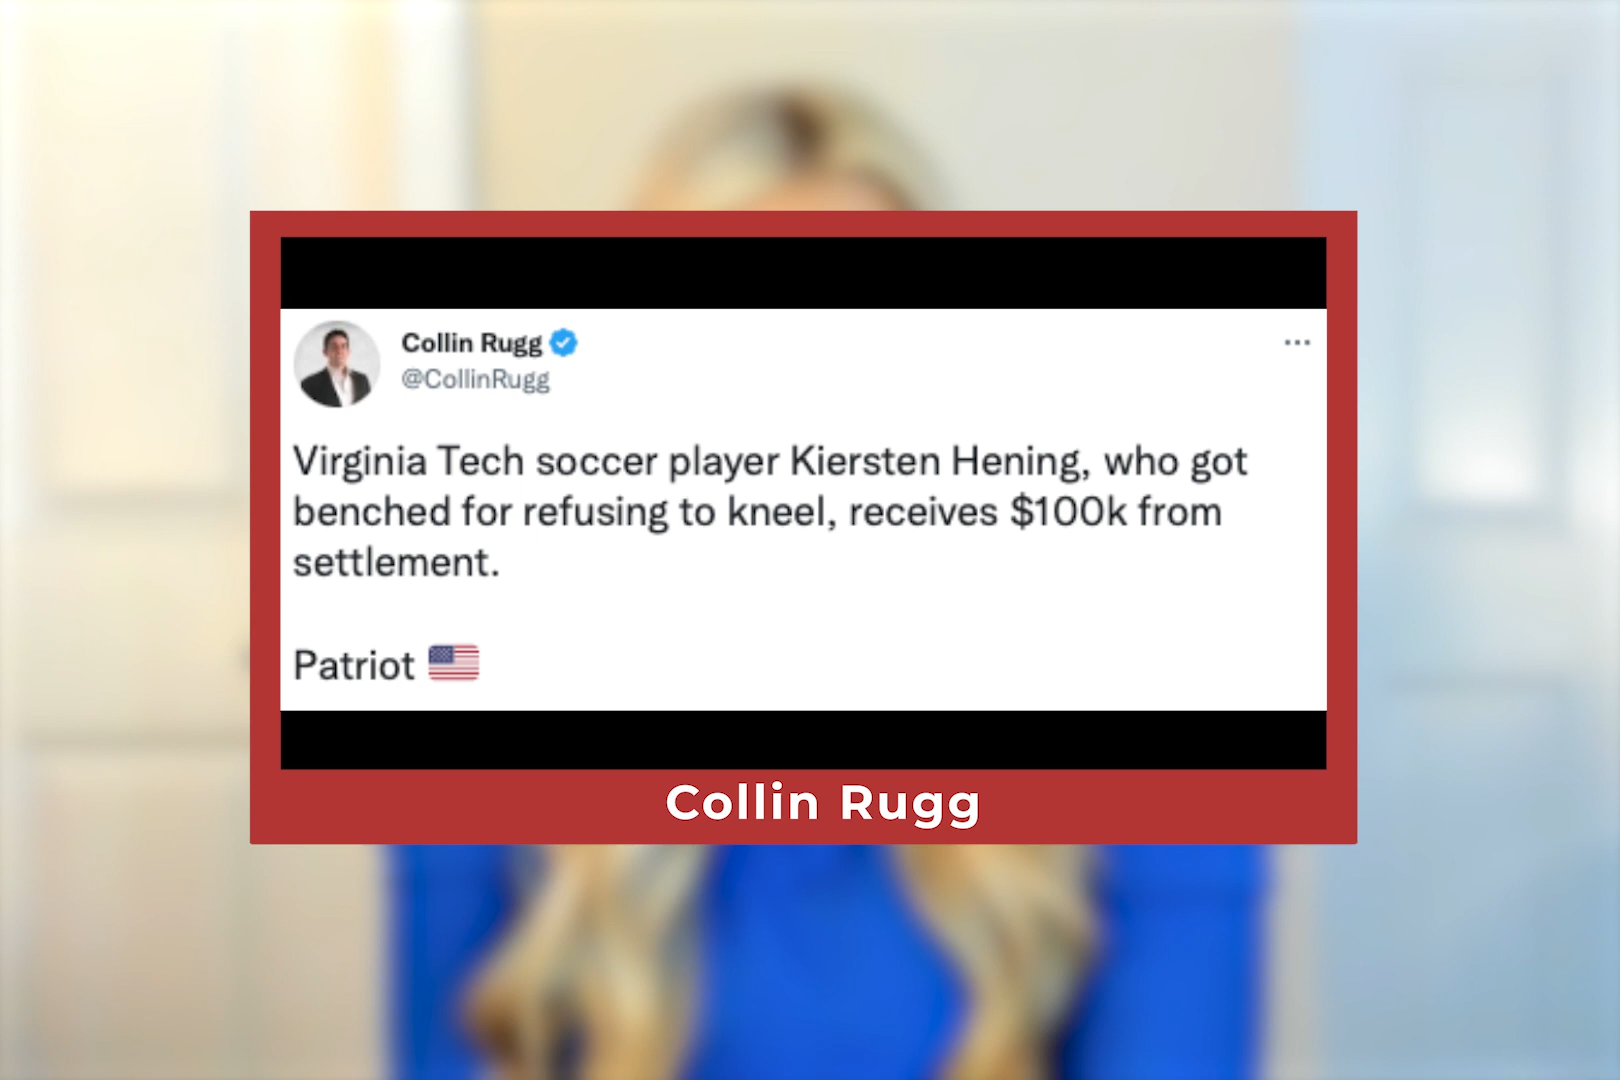 Collin Rugg
@CollinRugg
Virginia Tech soccer player Kiersten Hening, who got
benched for refusing to kneel, receives $100k from
settlement.
Patriot 🇺🇸
Collin Rugg